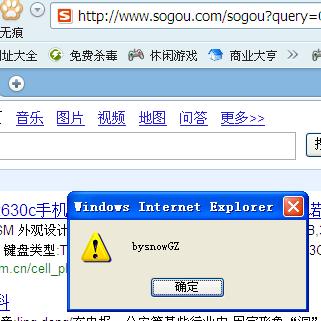 无痕
http://www.sogou.com/sogou?query=
址大全 免费杀毒 休闲游戏 商业大亨
音乐 图片 视频 地图 问答 更多>>
630c手机
若
SM 外观设计
键盘类型:T
m.cn/cell_p
科
Windows Internet Explorer
bysnowGZ
确定